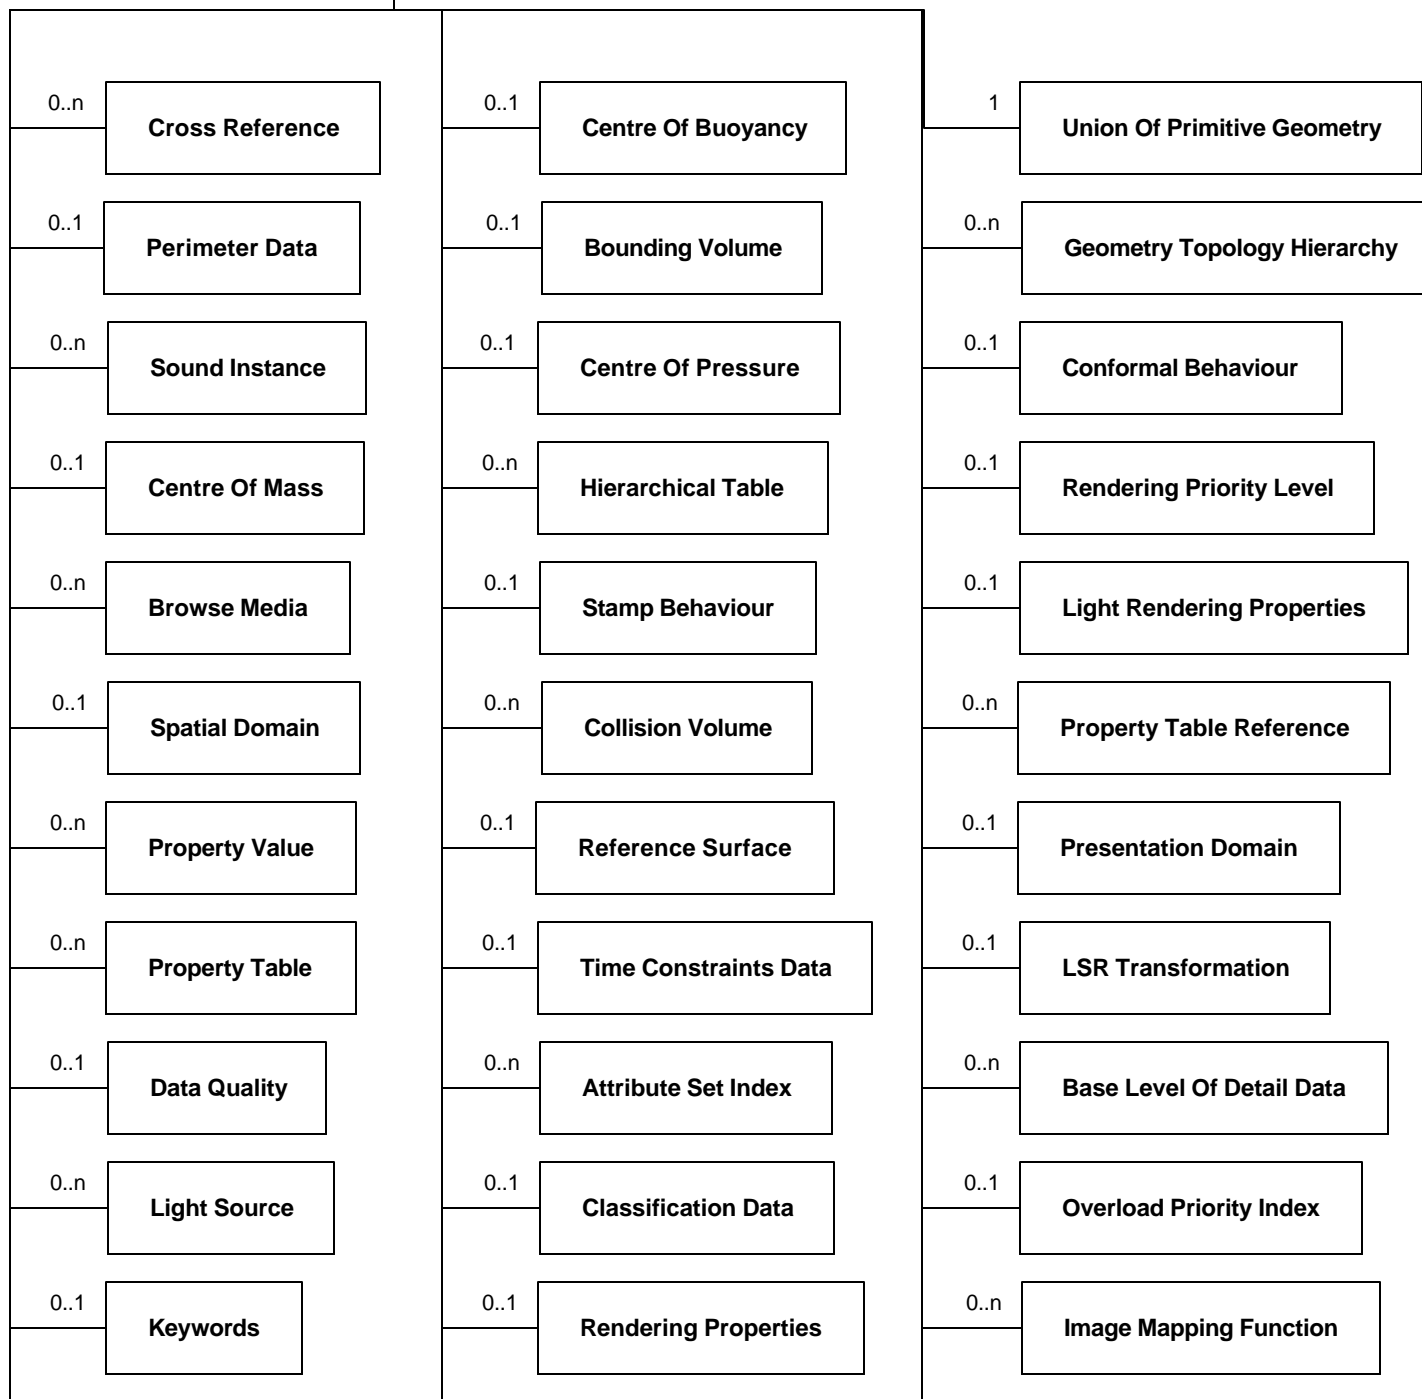 0..n
Cross Reference
0..1
Perimeter Data
0..n
Sound Instance
0..1
Centre Of Mass
0..n
Browse Media
0..1
Spatial Domain
0..n
Property Value
0..n
Property Table
0..1
Data Quality
0..n
Light Source
0..1
Keywords
0..1
Centre Of Buoyancy
0..1
Bounding Volume
0..1
Centre Of Pressure
0..n
Hierarchical Table
0..1
Stamp Behaviour
0..n
Collision Volume
0..1
Reference Surface
0..1
Time Constraints Data
0..n
Attribute Set Index
0..1
Classification Data
0..1
Rendering Properties
1
Union Of Primitive Geometry
0..n
Geometry Topology Hierarchy
0..1
Conformal Behaviour
0..1
Rendering Priority Level
0..1
Light Rendering Properties
0..n
Property Table Reference
0..1
Presentation Domain
0..1
LSR Transformation
0..n
Base Level Of Detail Data
0..1
Overload Priority Index
0..n
Image Mapping Function